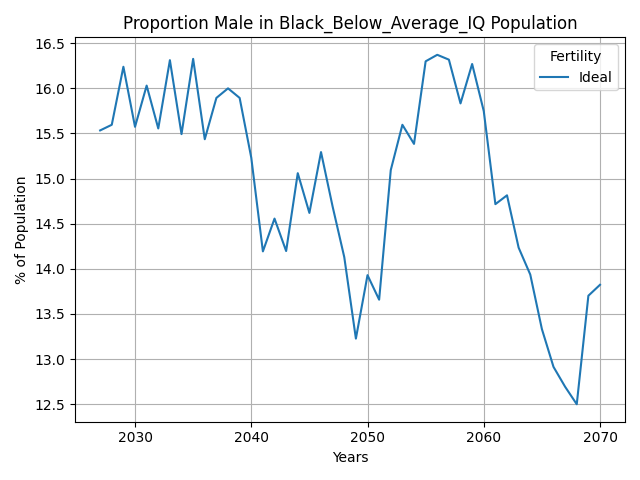 Proportion Male in Black_Below_Average_IQ Population
Fertility
Ideal
16.5
16.0
15.5
15.0
14.5
14.0
13.5
13.0
12.5
% of Population
2030 2040 2050 2060 2070
Years